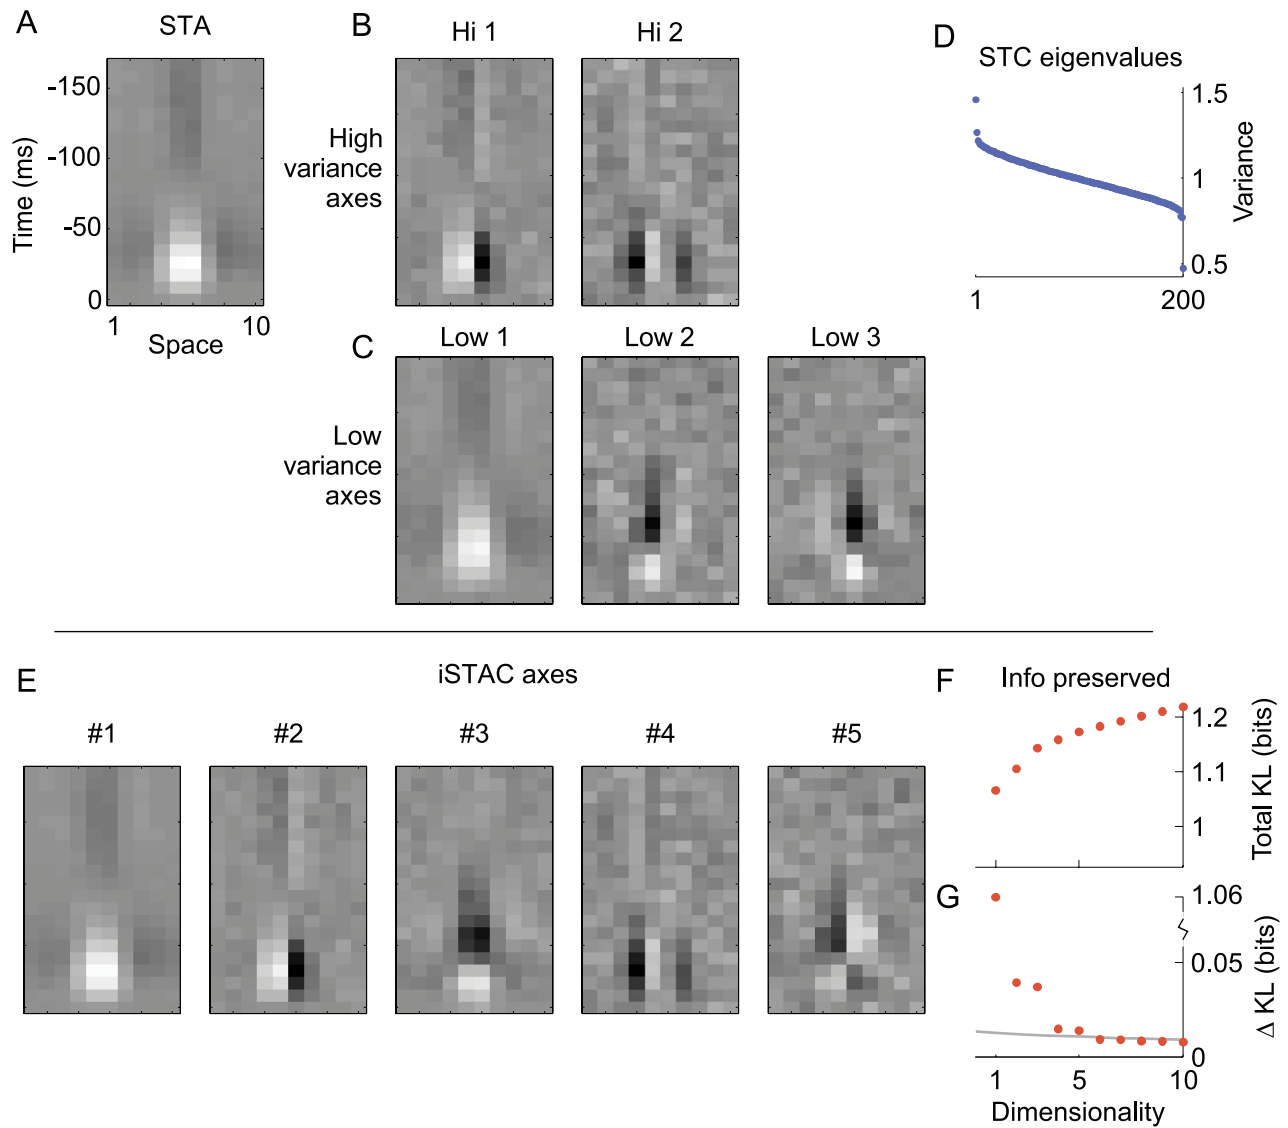 A
STA
-150
-100
-50
0
Time (ms)
1
10
Space
B
Hi 1
Hi 2
High
variance
axes
C
Low 1
Low 2
Low 3
Low
variance
axes
D
STC eigenvalues
1.5
1
0.5
Variance
1
200
E
iSTAC axes
#1
#2
#3
#4
#5
F
Info preserved
1.2
1.1
1
Total KL (bits)
G
1.06
0.05
0
Δ KL (bits)
1
5
10
Dimensionality